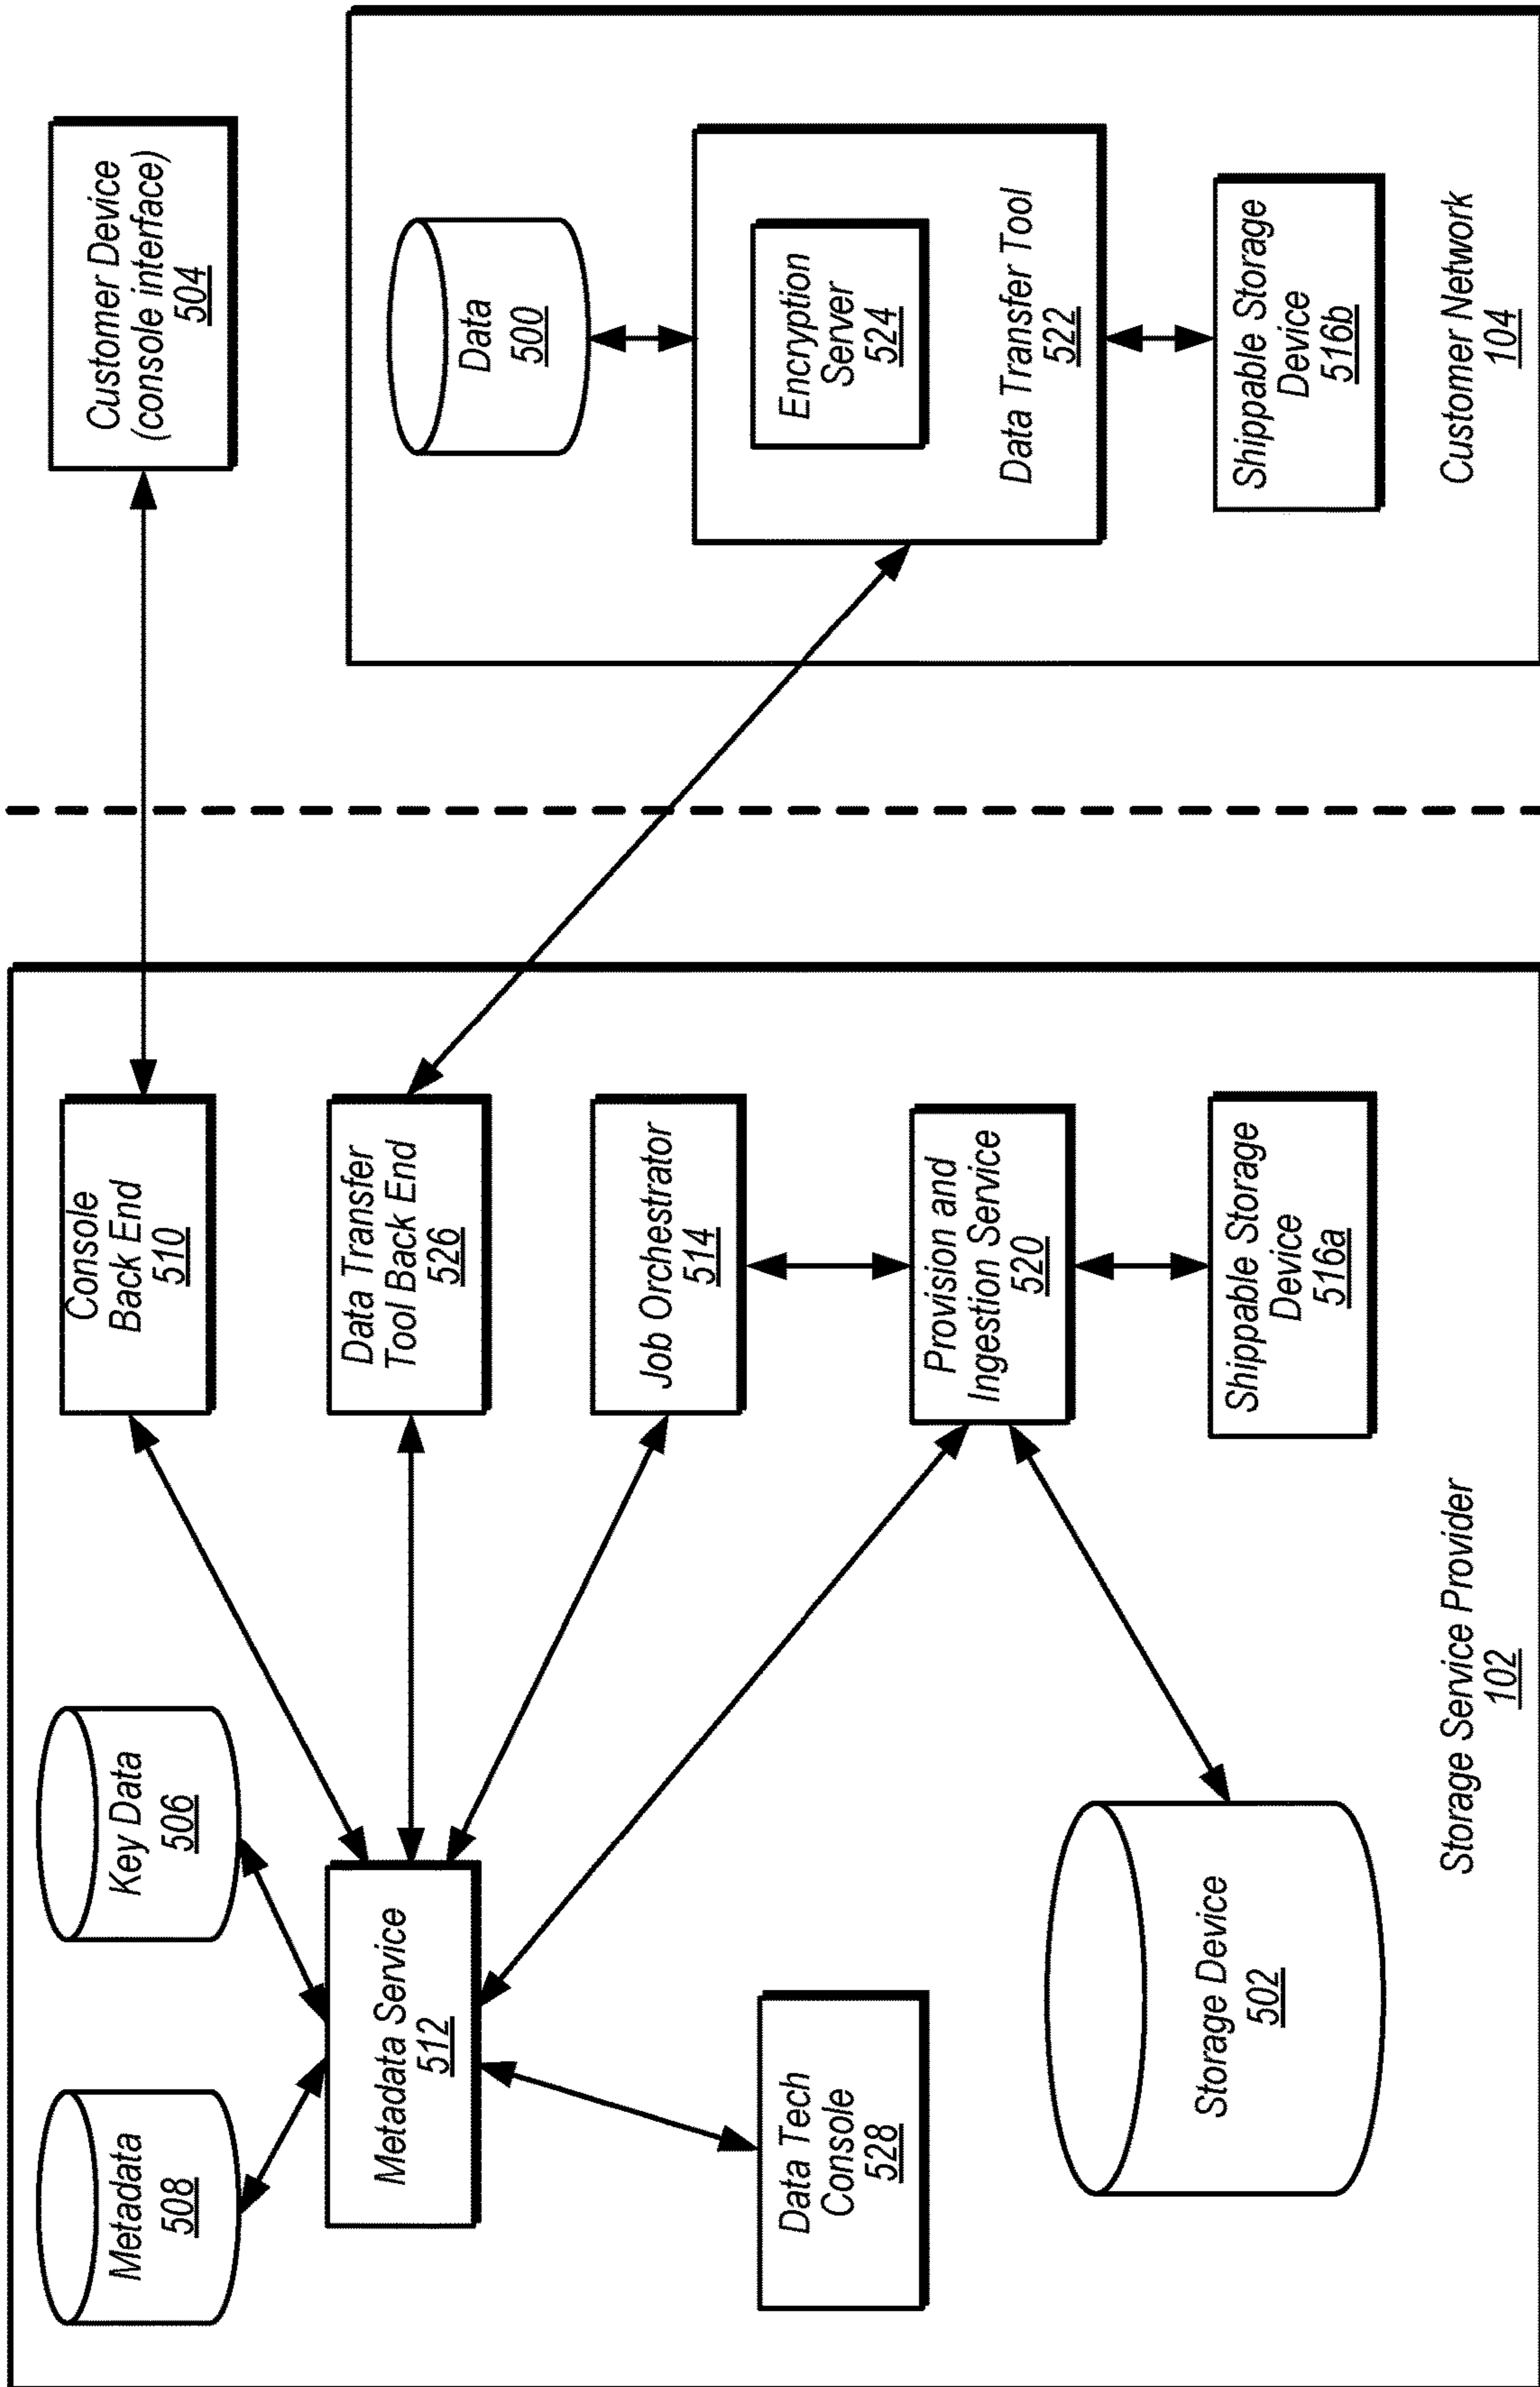 Metadata
508
Key Data
506
Metadada Service
512
Data Tech
Console
528
Storage Device
502
Console
Back End
510
Data Transfer
Tool Back End
526
Job Orchestrator
514
Provision and
Ingestion Service
520
Shippable Storage
Device
516a
Storage Service Provider
102
Customer Device
(console interface)
504
Data
500
Encryption
Server
524
Data Transfer Tool
522
Shippable Storage
Device
516b
Customer Network
104